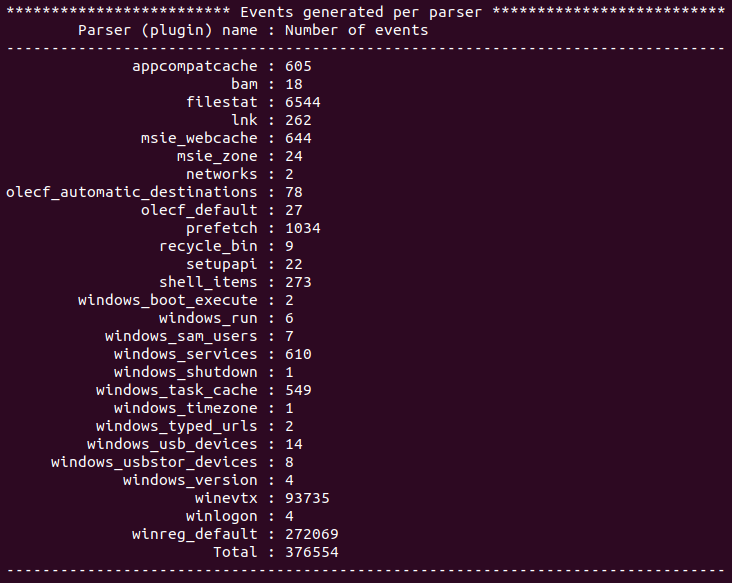 ************************* Events generated per parser **************************
Parser (plugin) name : Number of events
--------------------------------------------------------------------------------
appcompatcache : 605
bam : 18
filestat : 6544
lnk : 262
msie_webcache : 644
msie_zone : 24
networks : 2
olecf_automatic_destinations : 78
olecf_default : 27
prefetch : 1034
recycle_bin : 9
setupapi : 22
shell_items : 273
windows_boot_execute : 2
windows_run : 6
windows_sam_users : 7
windows_services : 610
windows_shutdown : 1
windows_task_cache : 549
windows_timezone : 1
windows_typed_urls : 2
windows_usb_devices : 14
windows_usbstor_devices : 8
windows_version : 4
winevtx : 93735
winlogon : 4
winreg_default : 272069
Total : 376554
--------------------------------------------------------------------------------